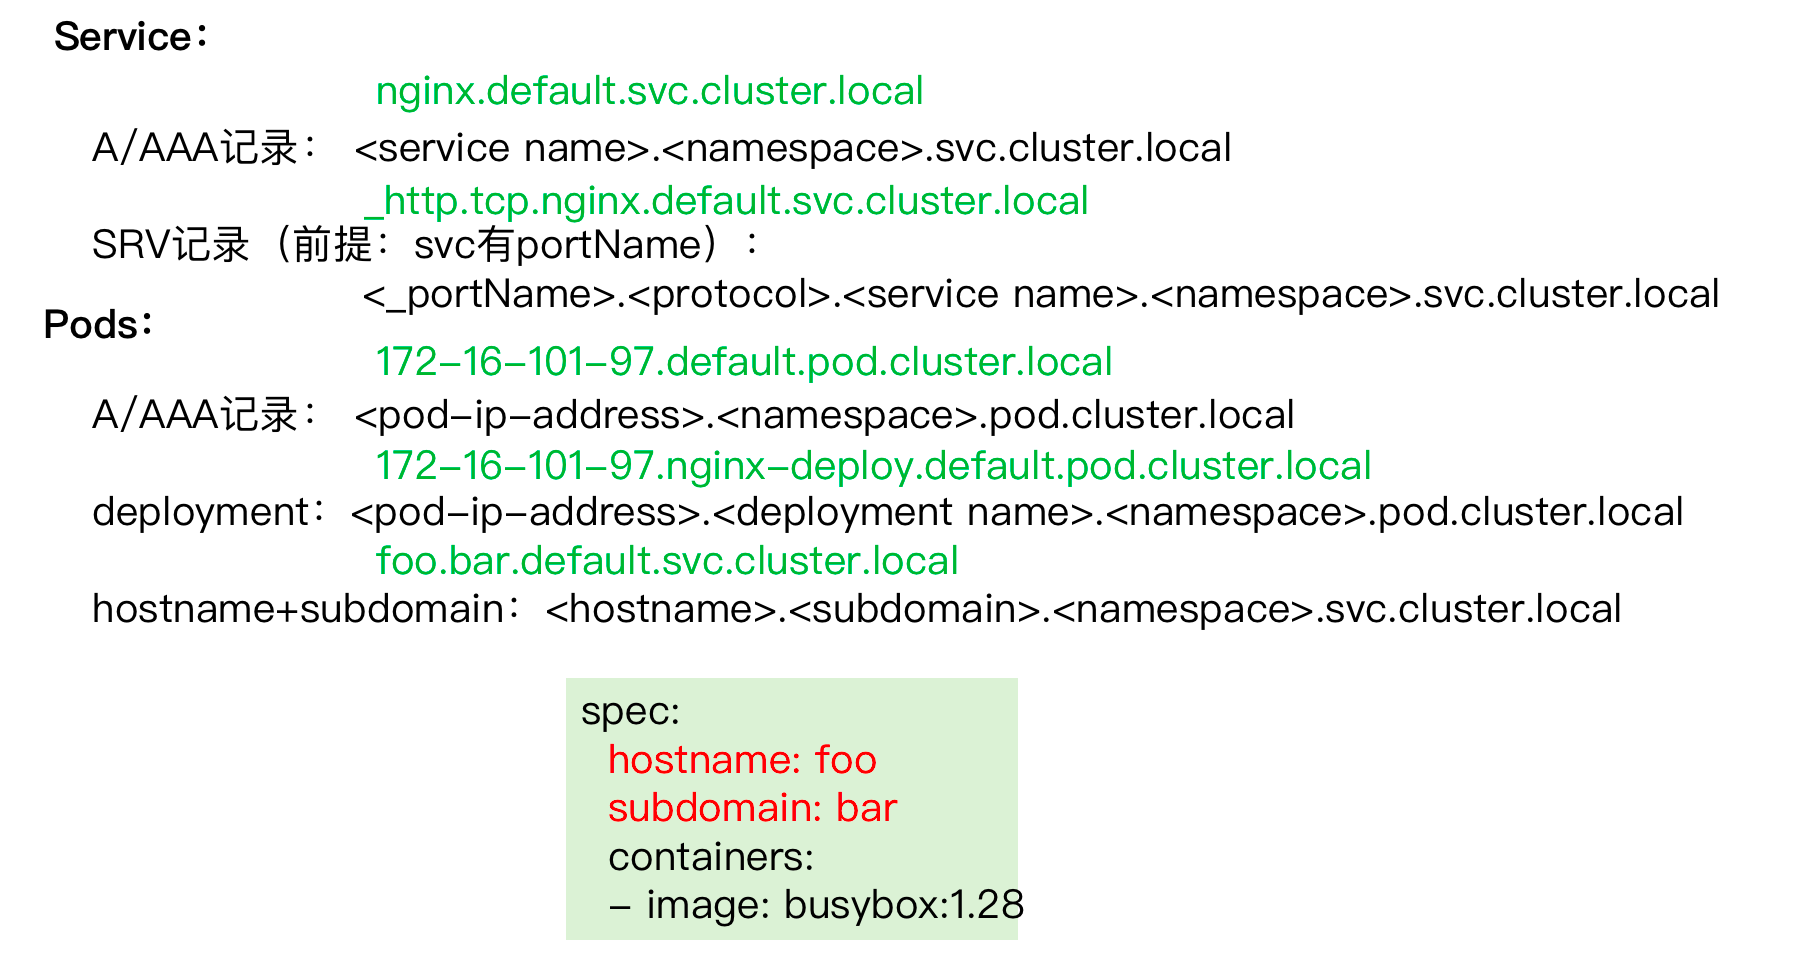 Service：
nginx.default.svc.cluster.local
A/AAA记录： <service name>.<namespace>.svc.cluster.local
_http.tcp.nginx.default.svc.cluster.local
SRV记录（前提：svc有portName）：
<_portName>.<protocol>.<service name>.<namespace>.svc.cluster.local
Pods：
172-16-101-97.default.pod.cluster.local
A/AAA记录： <pod-ip-address>.<namespace>.pod.cluster.local
172-16-101-97.nginx-deploy.default.pod.cluster.local
deployment：<pod-ip-address>.<deployment name>.<namespace>.pod.cluster.local
foo.bar.default.svc.cluster.local
hostname+subdomain：<hostname>.<subdomain>.<namespace>.svc.cluster.local
spec:
hostname: foo
subdomain: bar
containers:
- image: busybox:1.28